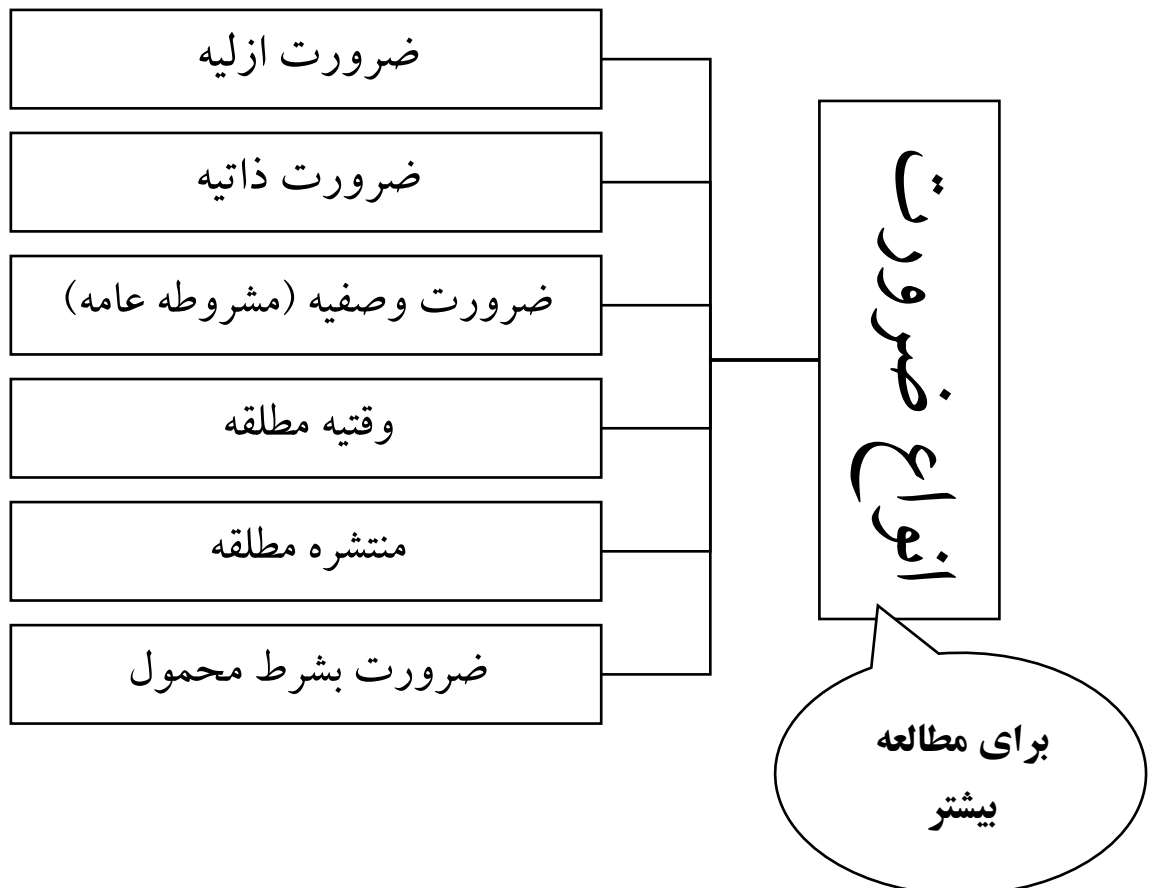 انواع ضرورت
ضرورت ازلیه
ضرورت ذاتیه
ضرورت وصفیه (مشروطه عامه)
وقتیه مطلقه
منتشره مطلقه
ضرورت بشرط محمول
برای مطالعه
بیشتر